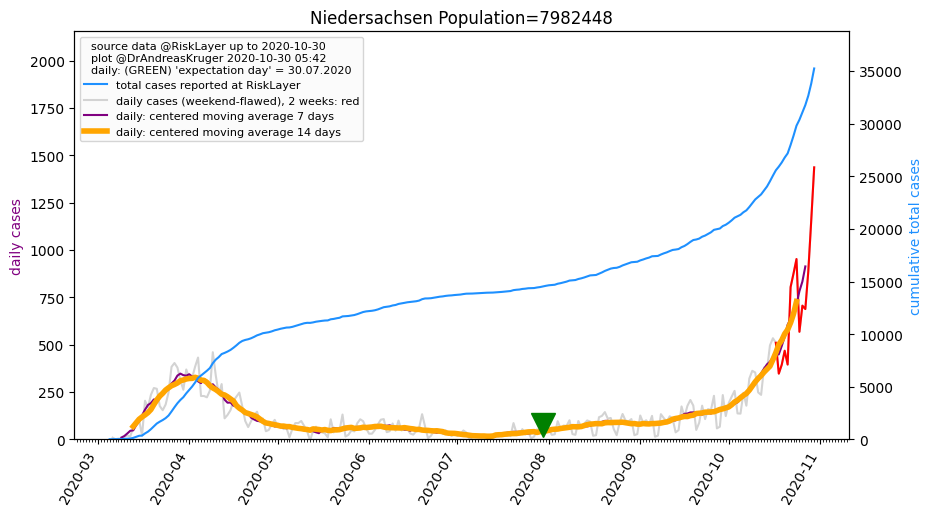 Niedersachsen Population=7982448
source data @RiskLayer up to 2020-10-30
plot @DrAndreasKruger 2020-10-30 05:42
daily: (GREEN) 'expectation day' = 30.07.2020
total cases reported at RiskLayer
daily cases (weekend-flawed), 2 weeks: red
daily: centered moving average 7 days
daily: centered moving average 14 days
daily cases
2000
1750
1500
1250
1000
750
500
250
0
35000
30000
25000
20000
15000
10000
5000
0
cumulative total cases
2020-03
2020-04
2020-05
2020-06
2020-07
2020-08
2020-09
2020-10
2020-11